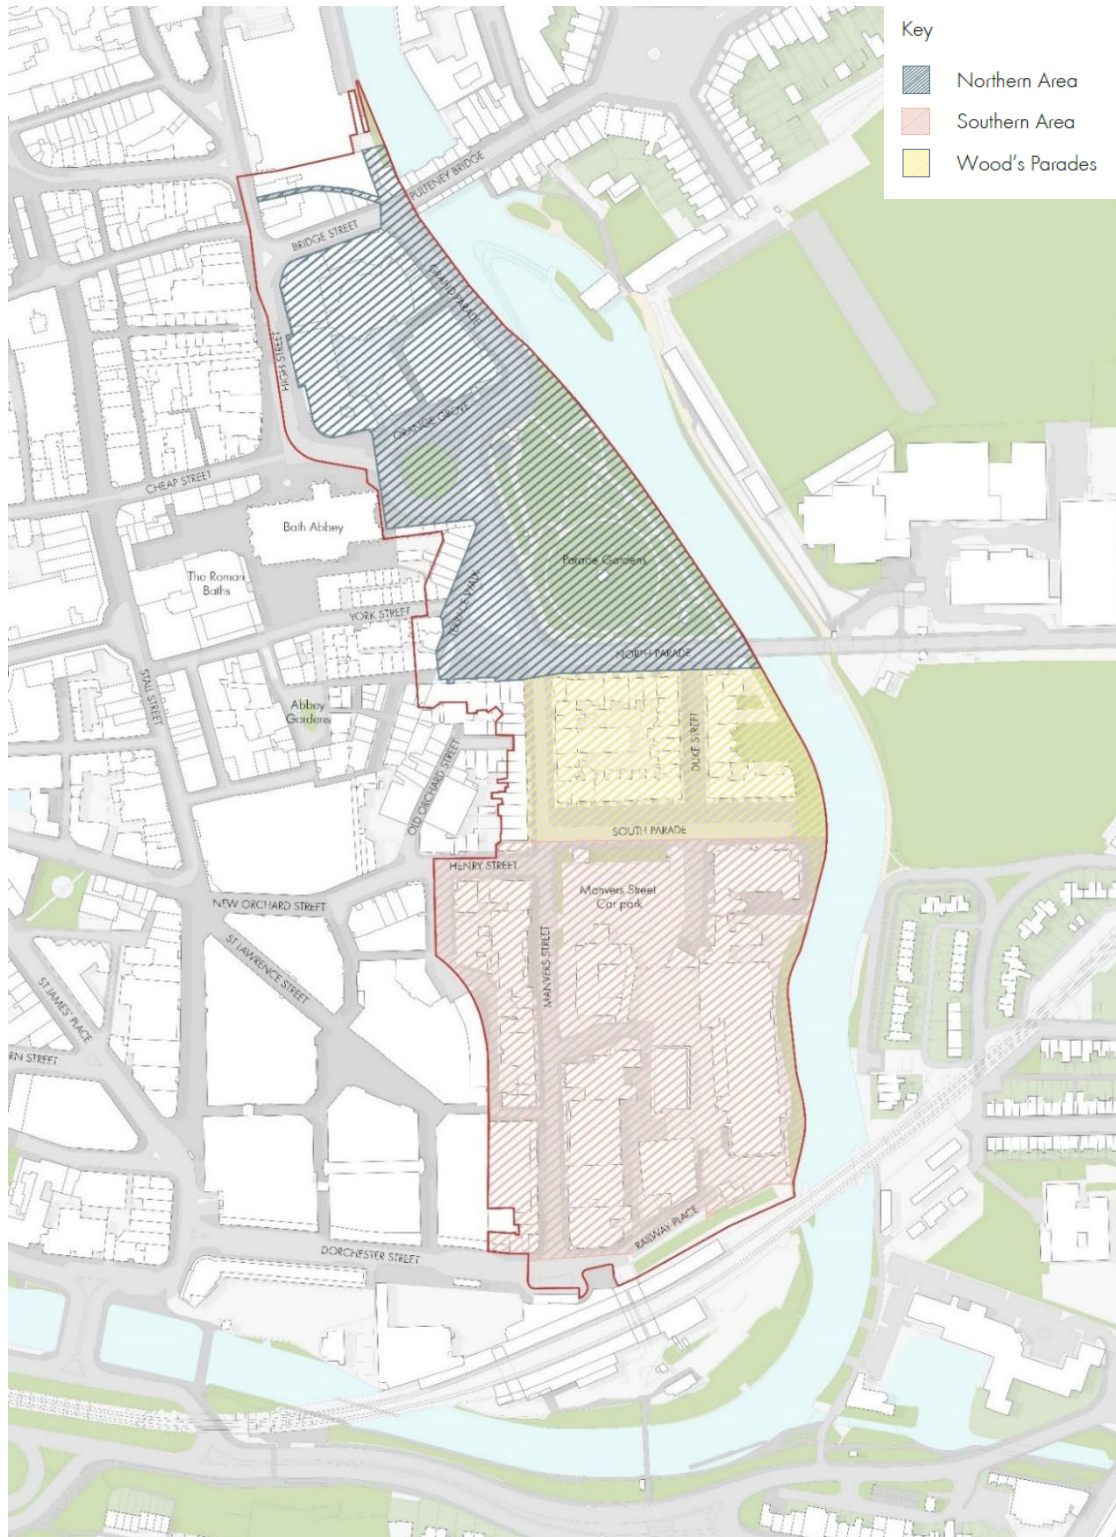 Key
Northern Area
Southern Area
Wood's Parades
PULTENEY BRIDGE
BRIDGE STREET
GRAND PARADE
HIGH STREET
ORANGE GROVE
CHEAP STREET
Bath Abbey
Parade Gardens
The Roman
Baths
TERRACE WALK
YORK STREET
NORTH PARADE
STALL STREET
Abbey
Gardens
DUKE STREET
OLD ORCHARD STREET
SOUTH PARADE
HENRY STREET
Manvers Street
Car park
NEW ORCHARD STREET
MANVERS STREET
ST LAWRENCE STREET
ST JAMES' PLACE
RN STREET
RAILWAY PLACE
DORCHESTER STREET